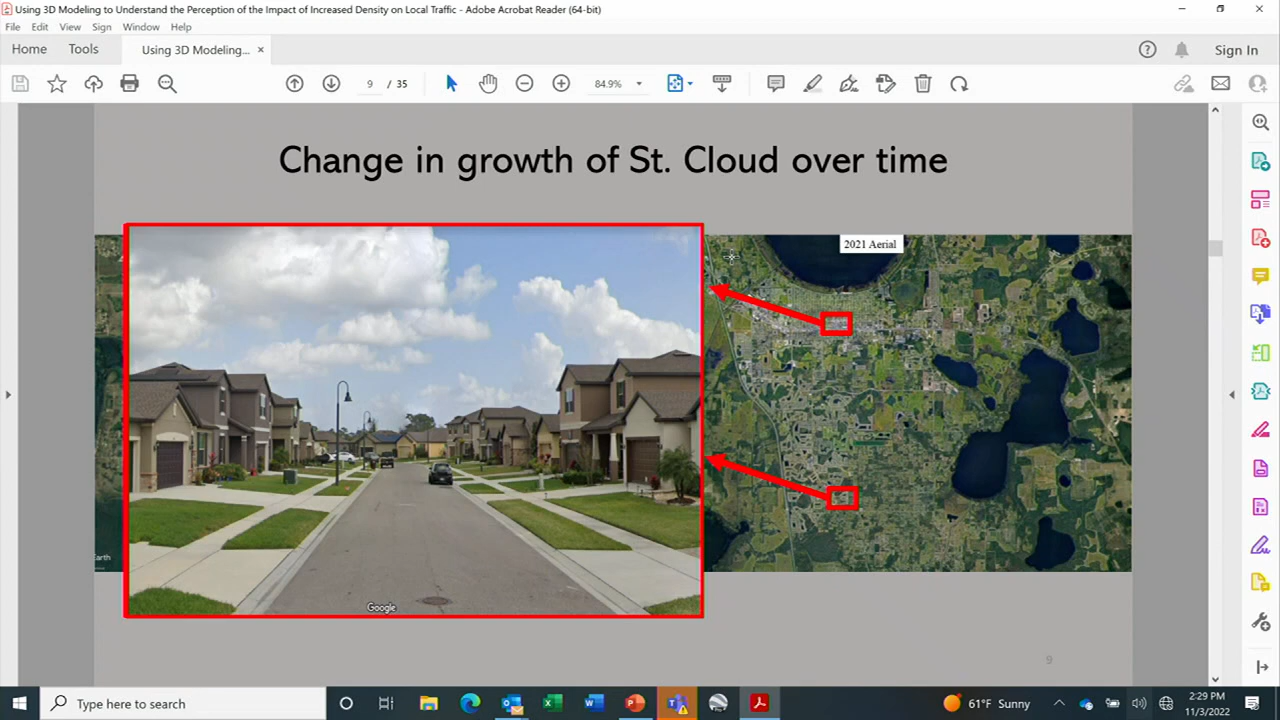 Using 3D Modeling to Understand the Perception of the Impact of Increased Density on Local Traffic - Adobe Acrobat Reader (64-bit)
File Edit View Sign Window Help
Home Tools Using 3D Modeling... × Sign In
9 / 35 84.9%
Change in growth of St. Cloud over time
2021 Aerial
Earth
Google
9
Type here to search
61°F Sunny
2:29 PM
11/3/2022